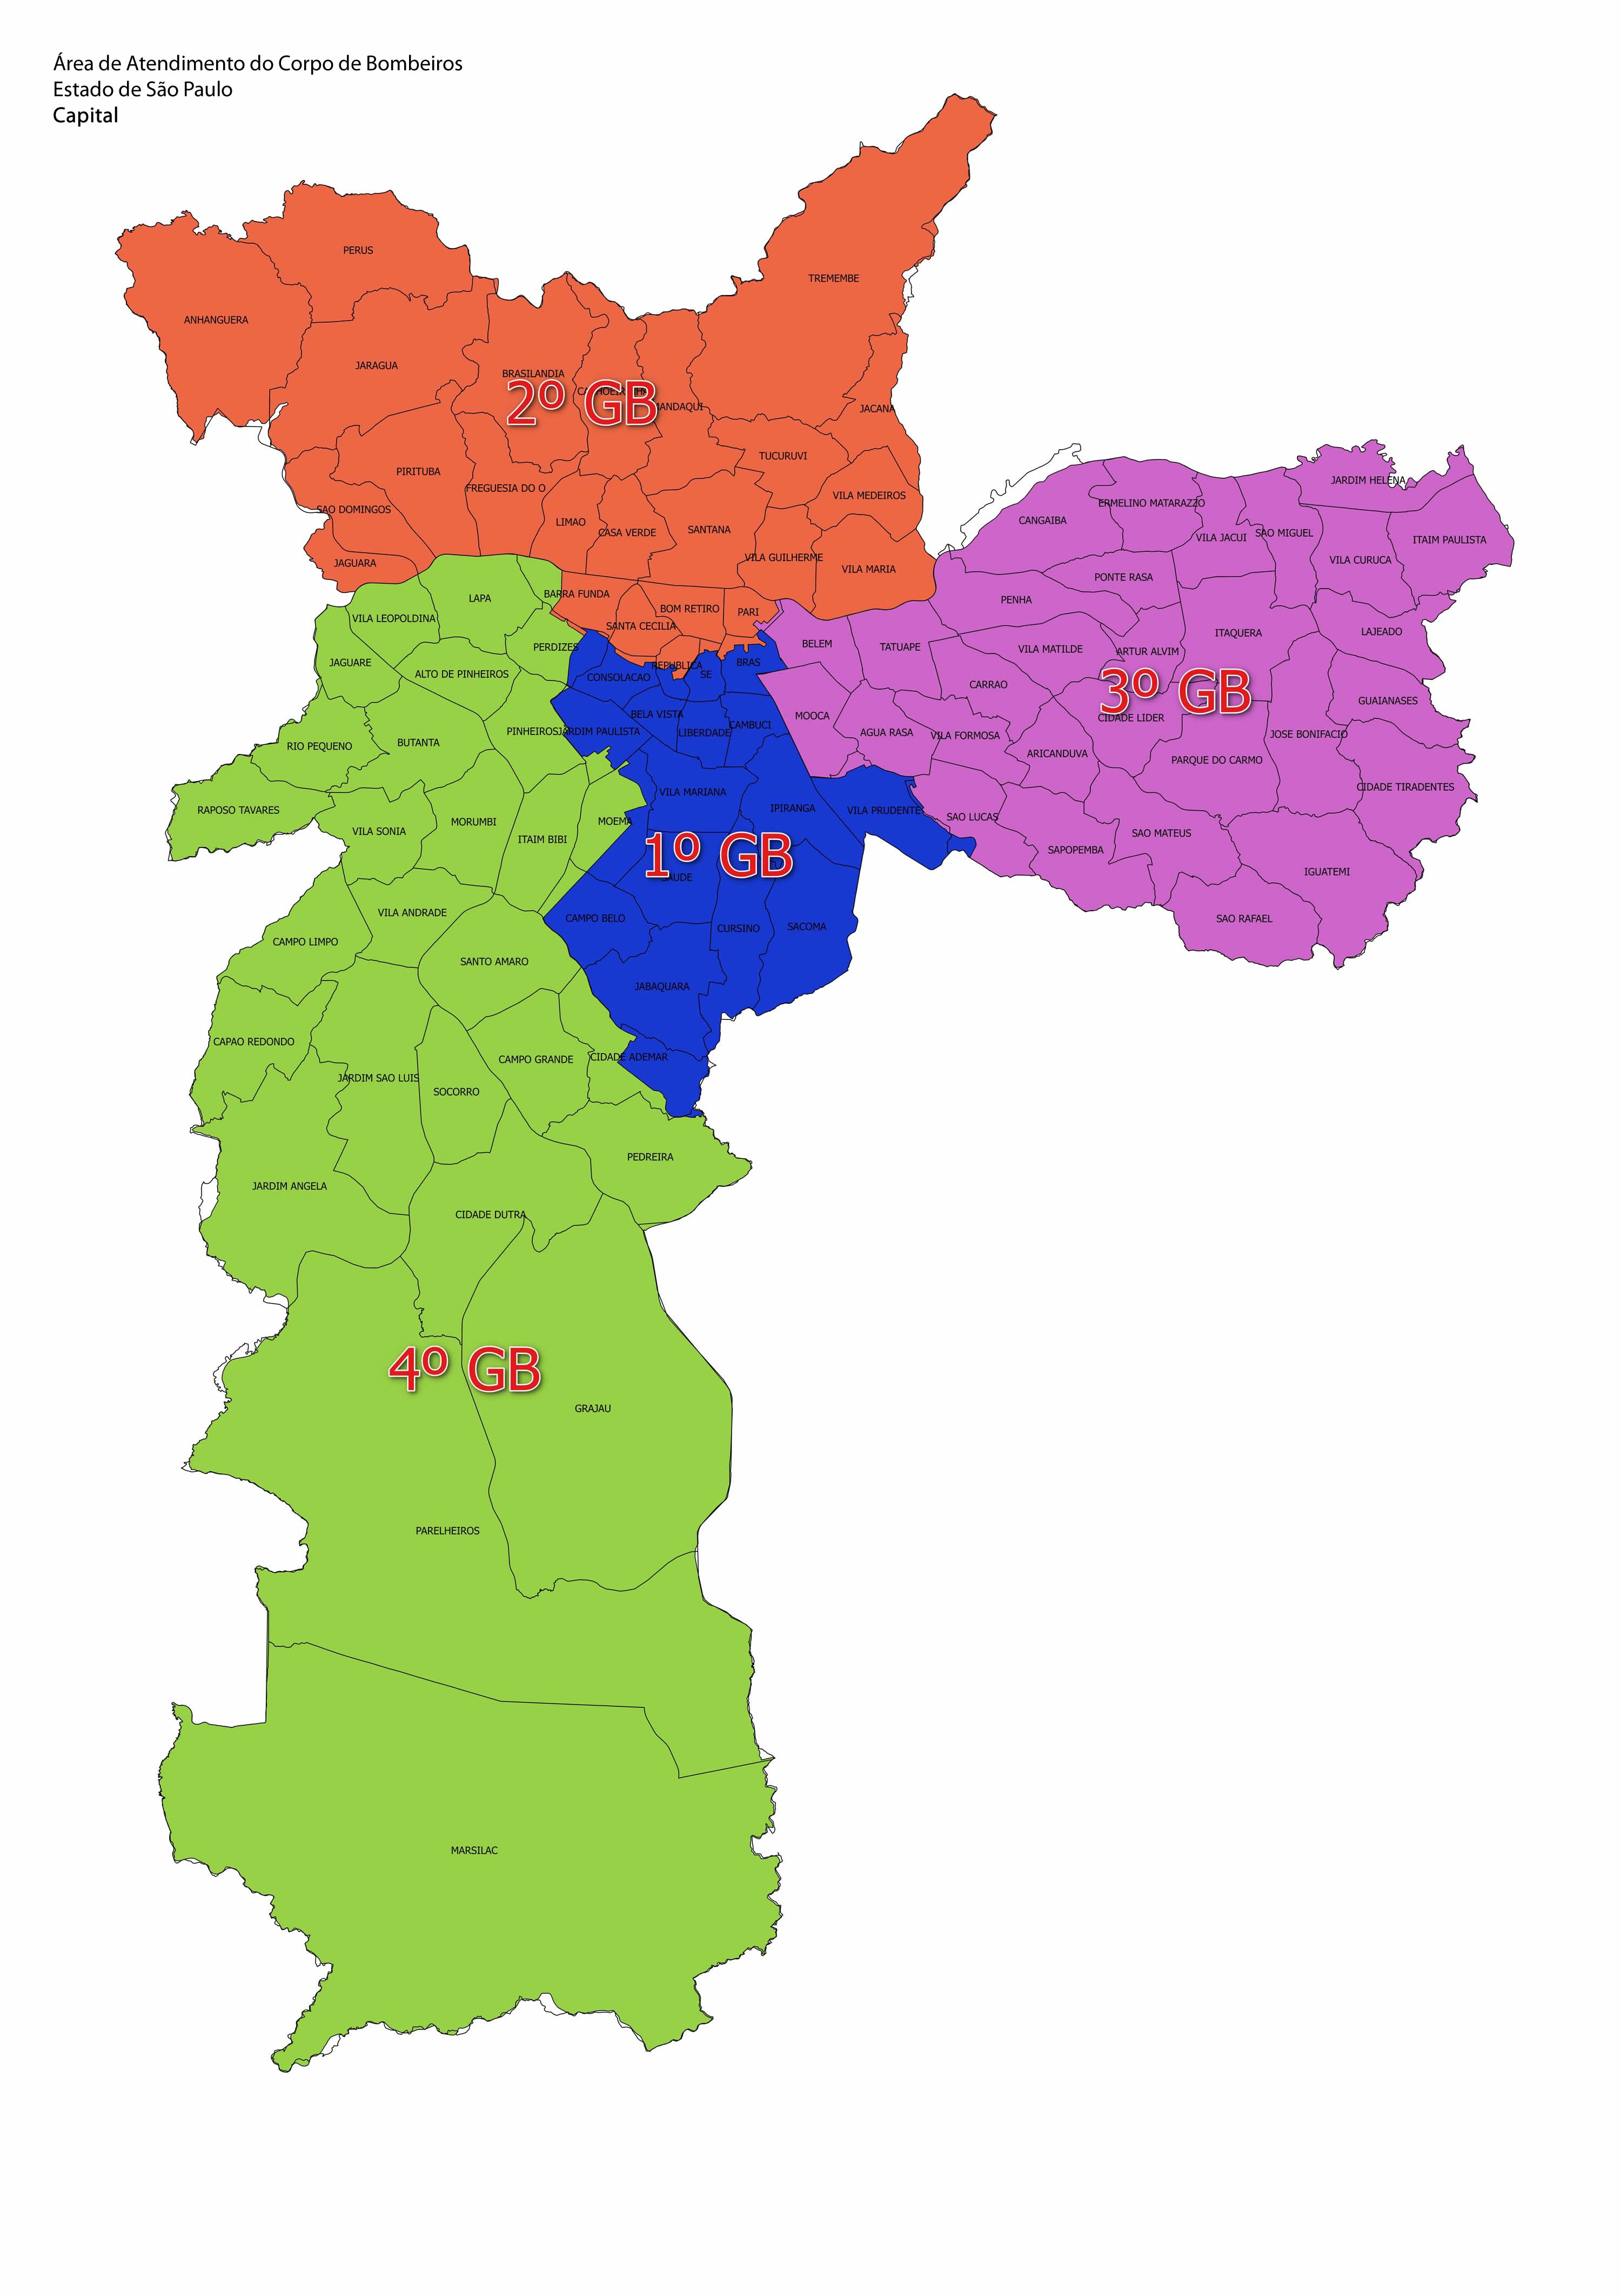 Área de Atendimento do Corpo de Bombeiros
Estado de São Paulo
Capital
PERUS
TREMEMBE
ANHANGUERA
JARAGUA
BRASILANDIA
2º GB
JACANA
TUCURUVI
PIRITUBA
FREGUESIA DO O
VILA MEDEIROS
JARDIM HELENA
SAO DOMINGOS
LIMAO
CASA VERDE
SANTANA
ERMELINO MATARAZZO
CANGAIBA
SAO MIGUEL
VILA JACUI
ITAIM PAULISTA
JAGUARA
VILA GUILHERME
VILA MARIA
VILA CURUCA
PONTE RASA
LAPA
BARRA FUNDA
PENHA
VILA LEOPOLDINA
BOM RETIRO
PARI
SANTA CECILIA
ITAQUERA
LAJEADO
PERDIZES
BELEM
TATUAPE
VILA MATILDE
ARTUR ALVIM
JAGUARE
ALTO DE PINHEIROS
REPUBLICA
BRAS
CONSOLACAO
SE
CARRAO
3º GB
GUAIANASES
BELA VISTA
MOOCA
CIDADE LIDER
RIO PEQUENO
BUTANTA
PINHEIROS
JARDIM PAULISTA
LIBERDADE
CAMBUCI
AGUA RASA
VILA FORMOSA
JOSE BONIFACIO
ARICANDUVA
PARQUE DO CARMO
CIDADE TIRADENTES
RAPOSO TAVARES
VILA MARIANA
IPIRANGA
VILA PRUDENTE
SAO LUCAS
VILA SONIA
MORUMBI
MOEMA
ITAIM BIBI
SAO MATEUS
1º GB
SAPOPEMBA
SAUDE
IGUATEMI
VILA ANDRADE
CAMPO BELO
CURSINO
SACOMA
SAO RAFAEL
CAMPO LIMPO
SANTO AMARO
JABAQUARA
CAPAO REDONDO
CAMPO GRANDE
CIDADE ADEMAR
JARDIM SAO LUIS
SOCORRO
PEDREIRA
JARDIM ANGELA
CIDADE DUTRA
4º GB
GRAJAU
PARELHEIROS
MARSILAC